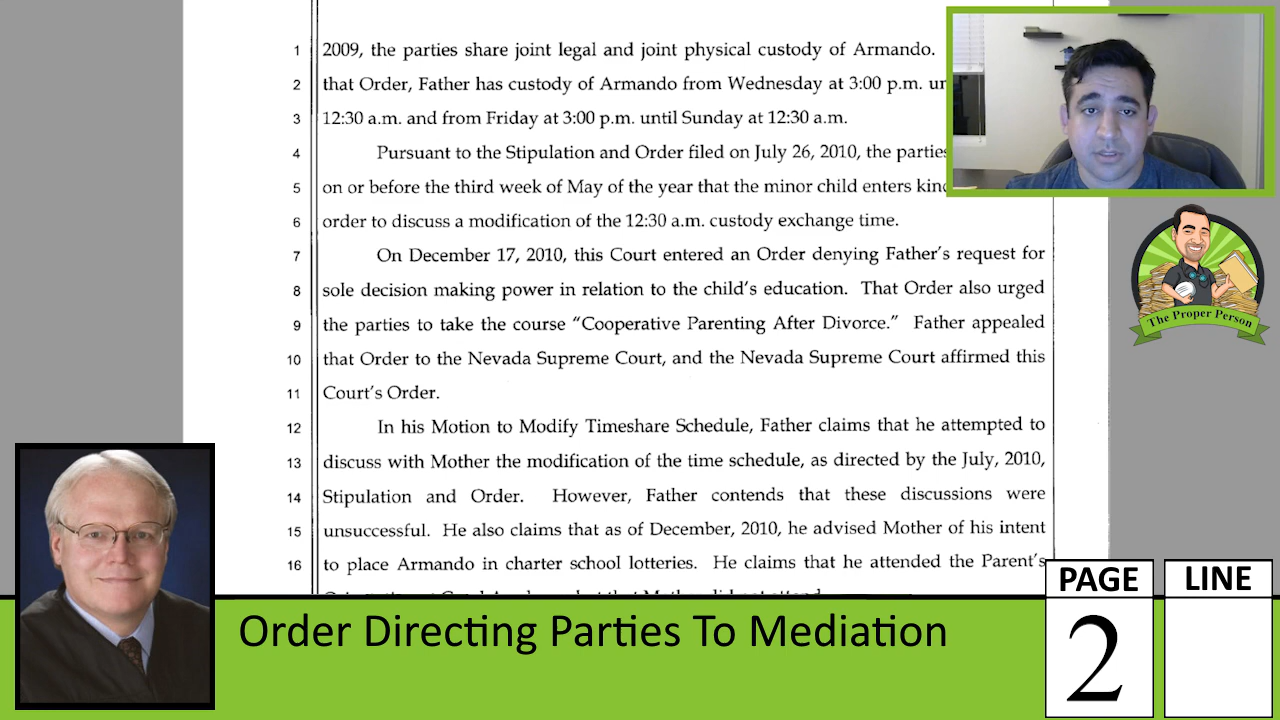 1 2009, the parties share joint legal and joint physical custody of Armando.
2 that Order, Father has custody of Armando from Wednesday at 3:00 p.m.
3 12:30 a.m. and from Friday at 3:00 p.m. until Sunday at 12:30 a.m.
4 Pursuant to the Stipulation and Order filed on July 26, 2010, the parties
5 on or before the third week of May of the year that the minor child enters
6 order to discuss a modification of the 12:30 a.m. custody exchange time.
7 On December 17, 2010, this Court entered an Order denying Father's request for
8 sole decision making power in relation to the child's education. That Order also urged
9 the parties to take the course "Cooperative Parenting After Divorce." Father appealed
10 that Order to the Nevada Supreme Court, and the Nevada Supreme Court affirmed this
11 Court's Order.
12 In his Motion to Modify Timeshare Schedule, Father claims that he attempted to
13 discuss with Mother the modification of the time schedule, as directed by the July, 2010,
14 Stipulation and Order. However, Father contends that these discussions were
15 unsuccessful. He also claims that as of December, 2010, he advised Mother of his intent
16 to place Armando in charter school lotteries. He claims that he attended the Parent's
The Proper Person
Order Directing Parties To Mediation
PAGE
2
LINE